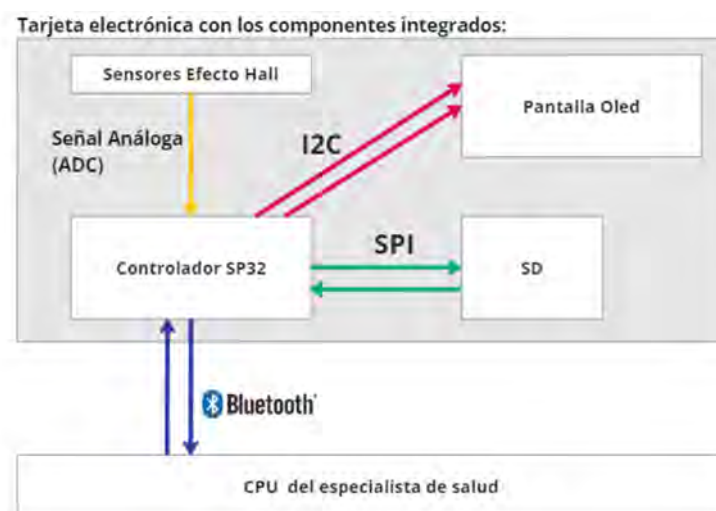 Tarjeta electrónica con los componentes integrados:
Sensores Efecto Hall
Pantalla Oled
Señal Análoga
(ADC)
I2C
Controlador SP32
SPI
SD
Bluetooth
CPU del especialista de salud